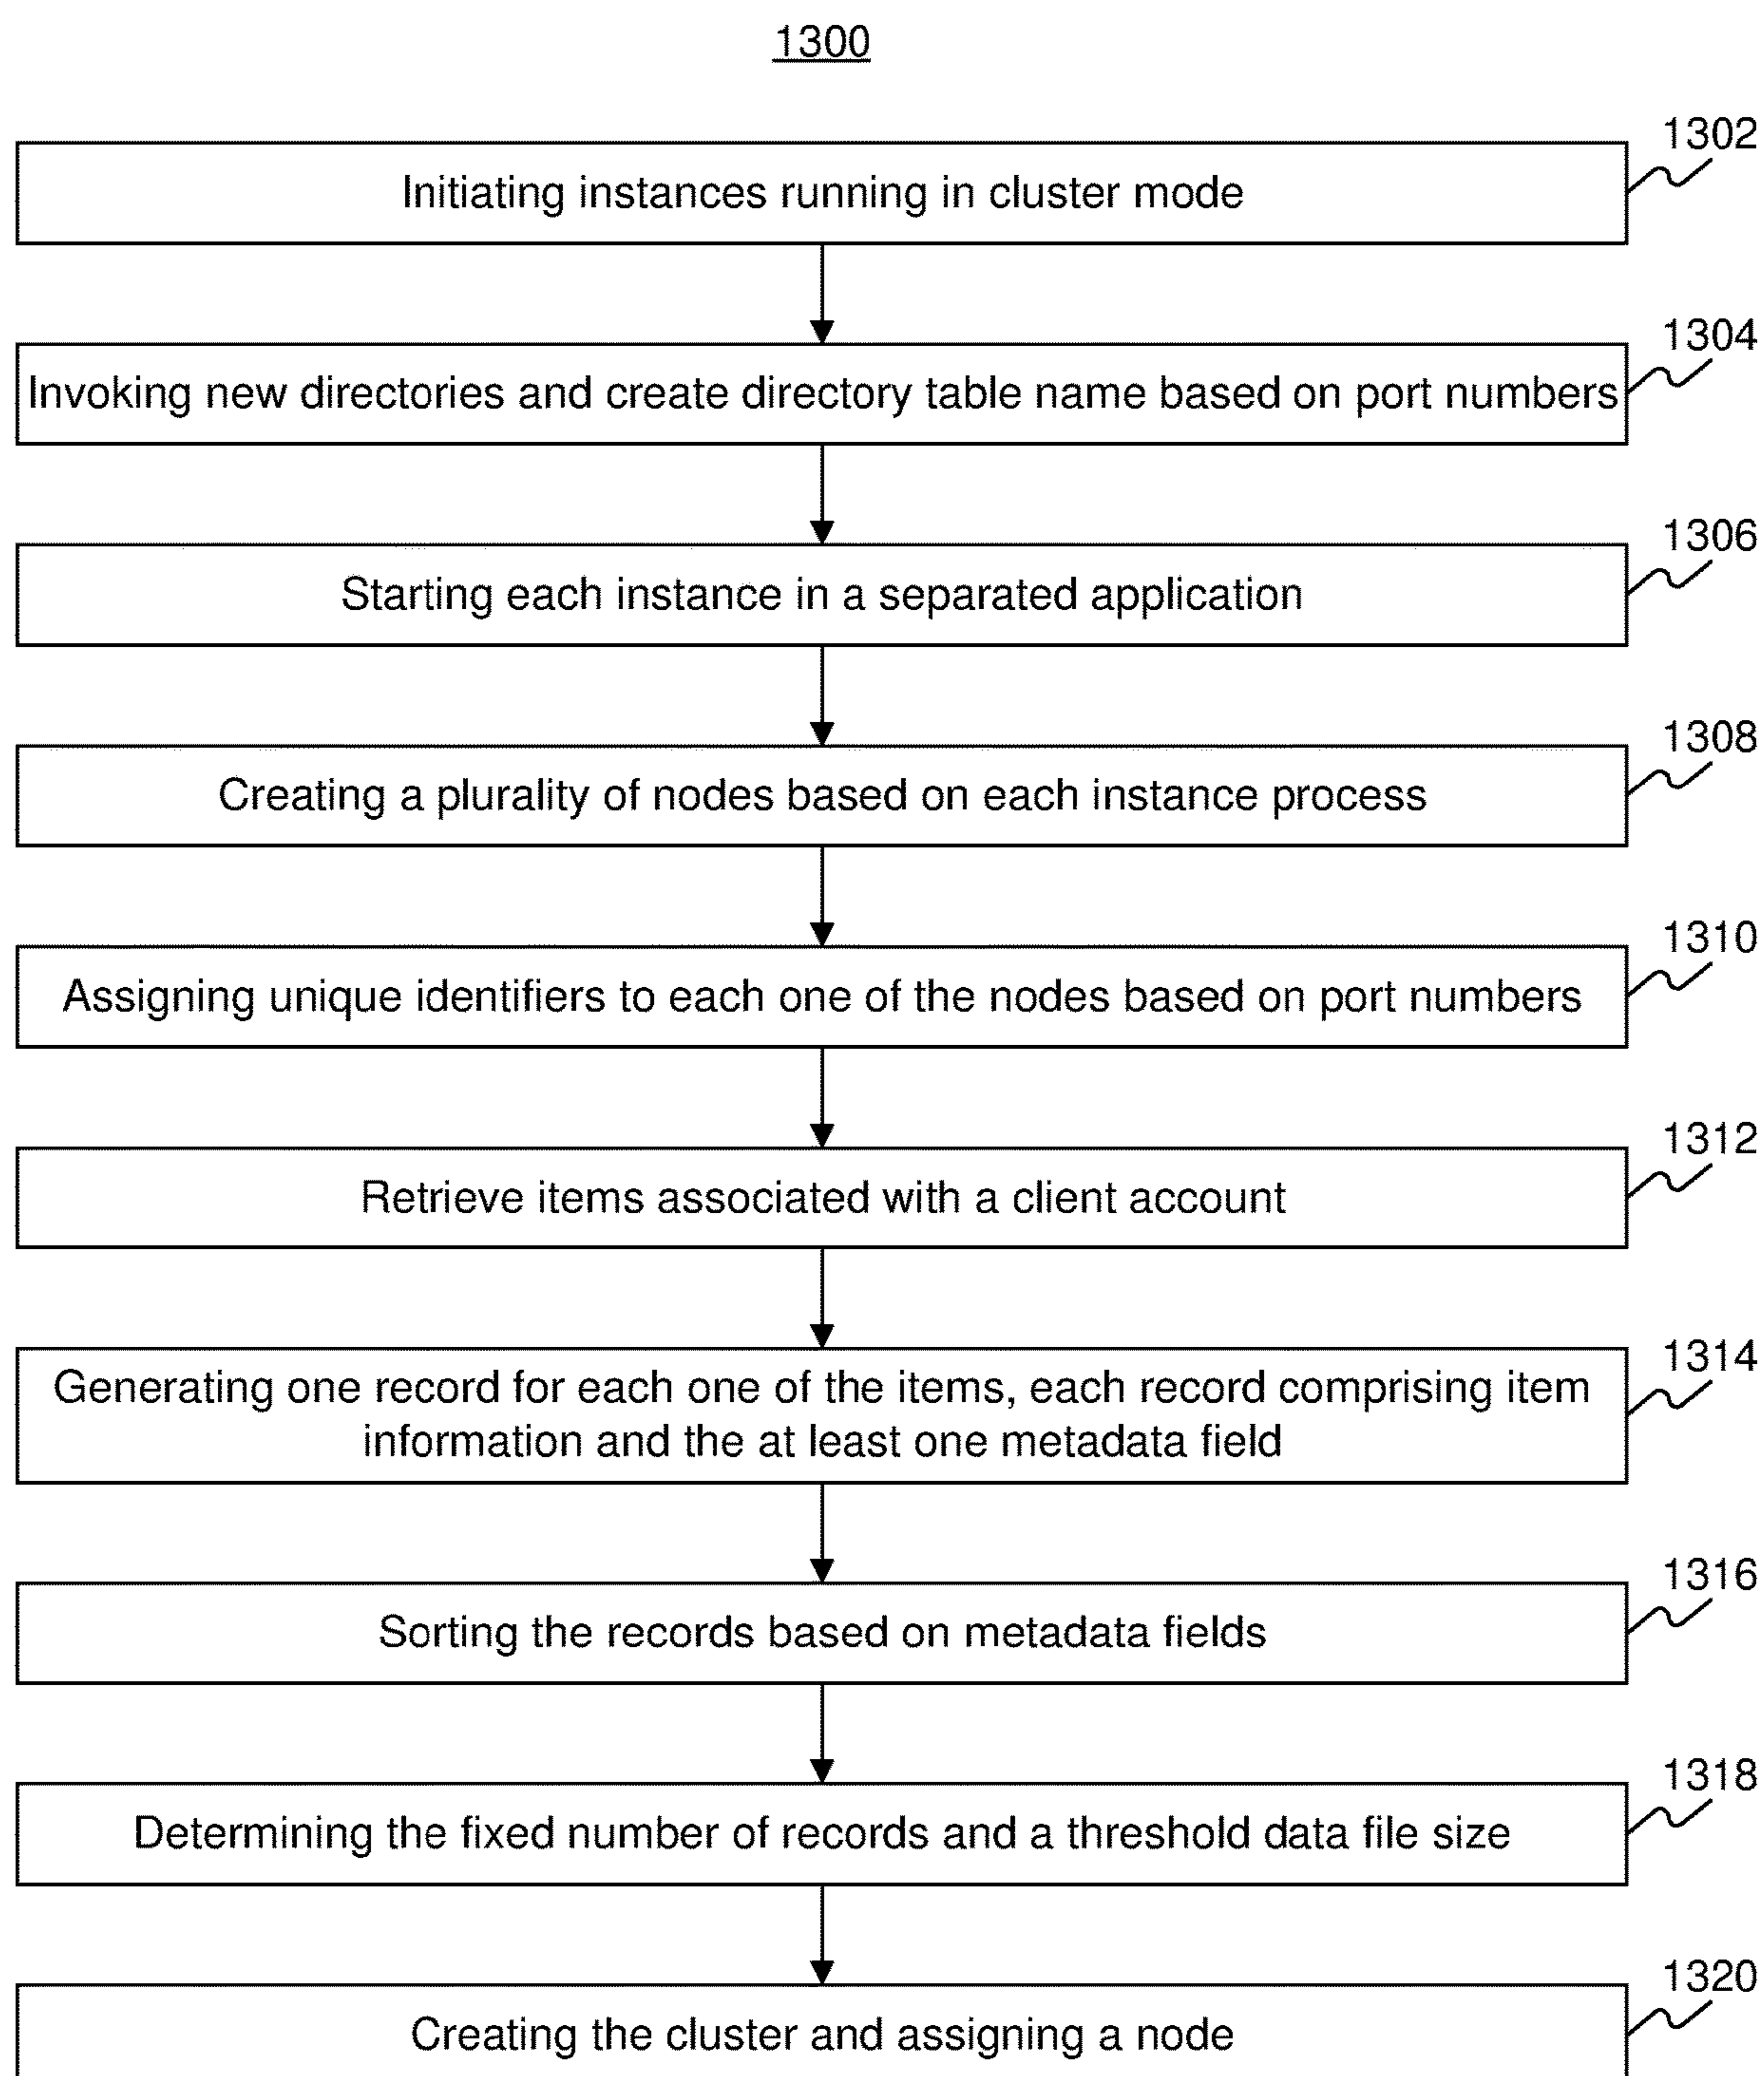 1300
1302
Initiating instances running in cluster mode
1304
Invoking new directories and create directory table name based on port numbers
1306
Starting each instance in a separated application
1308
Creating a plurality of nodes based on each instance process
1310
Assigning unique identifiers to each one of the nodes based on port numbers
1312
Retrieve items associated with a client account
1314
Generating one record for each one of the items, each record comprising item
information and the at least one metadata field
1316
Sorting the records based on metadata fields
1318
Determining the fixed number of records and a threshold data file size
1320
Creating the cluster and assigning a node